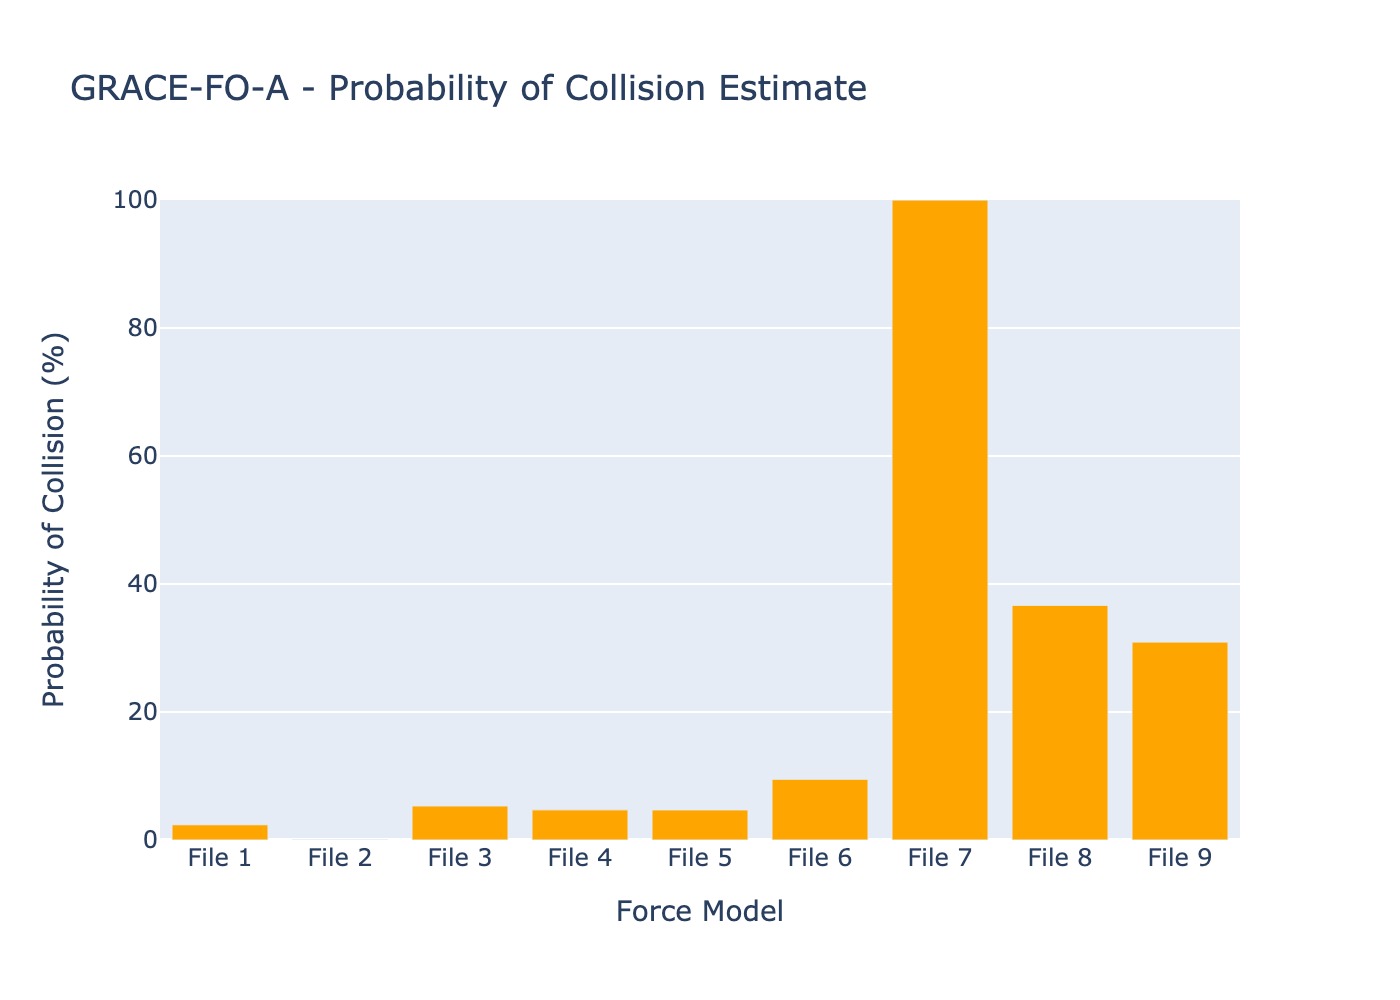 GRACE-FO-A - Probability of Collision Estimate
100
80
60
40
20
0
Probability of Collision (%)
File 1 File 2 File 3 File 4 File 5 File 6 File 7 File 8 File 9
Force Model